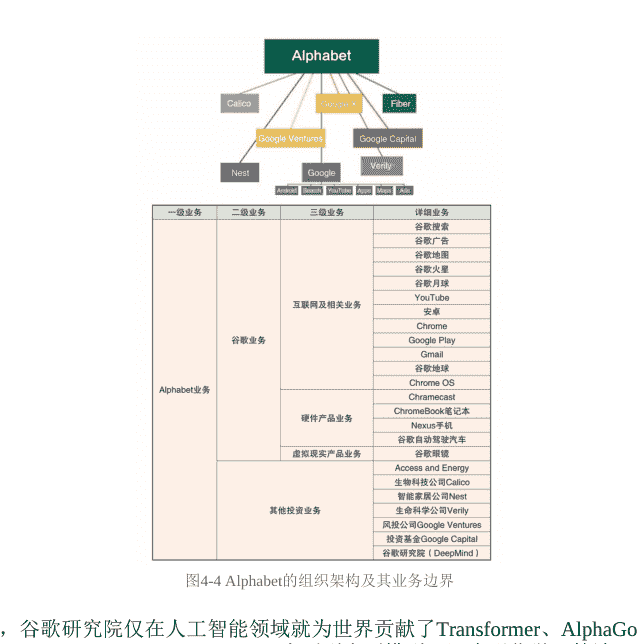 Alphabet
Calico
Fiber
Google Ventures
Google Capital
Nest
Google
Verily
Android Search YouTube Apps Maps Ads
一级业务 二级业务 三级业务 详细业务
谷歌搜索
谷歌广告
谷歌地图
谷歌火星
谷歌月球
YouTube
互联网及相关业务
安卓
Chrome
谷歌业务
Google Play
Gmail
谷歌地球
Chrome OS
Alphabet业务
Chramecast
ChromeBook笔记本
硬件产品业务
Nexus手机
谷歌自动驾驶汽车
虚拟现实产品业务 谷歌眼镜
Access and Energy
生物科技公司Calico
智能家居公司Nest
其他投资业务
生命科学公司Verily
风投公司Google Ventures
投资基金Google Capital
谷歌研究院（DeepMind）
图4-4 Alphabet的组织架构及其业务边界
，谷歌研究院仅在人工智能领域就为世界贡献了Transformer、AlphaGo